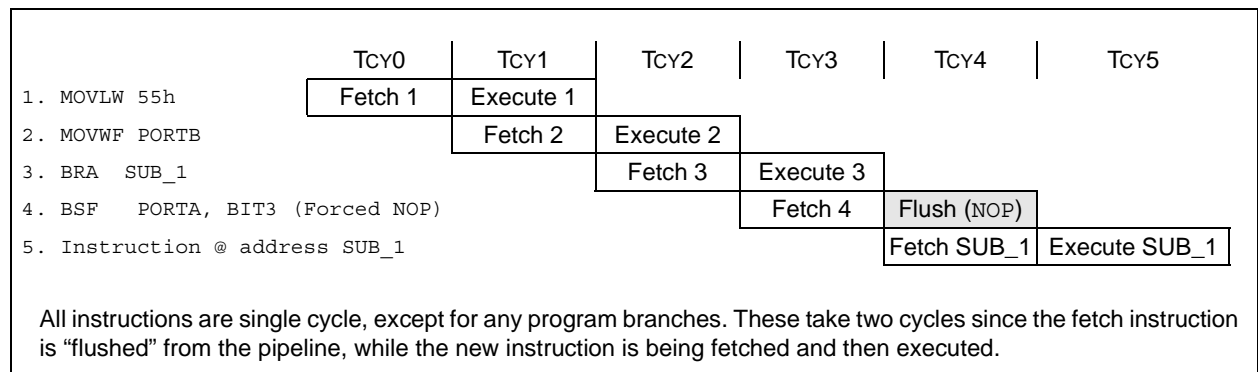 TCY0 TCY1 TCY2 TCY3 TCY4 TCY5
1. MOVLW 55h Fetch 1 Execute 1
2. MOVWF PORTB Fetch 2 Execute 2
3. BRA SUB_1 Fetch 3 Execute 3
4. BSF PORTA, BIT3 (Forced NOP) Fetch 4 Flush (NOP)
5. Instruction @ address SUB_1 Fetch SUB_1 Execute SUB_1
All instructions are single cycle, except for any program branches. These take two cycles since the fetch instruction
is “flushed” from the pipeline, while the new instruction is being fetched and then executed.